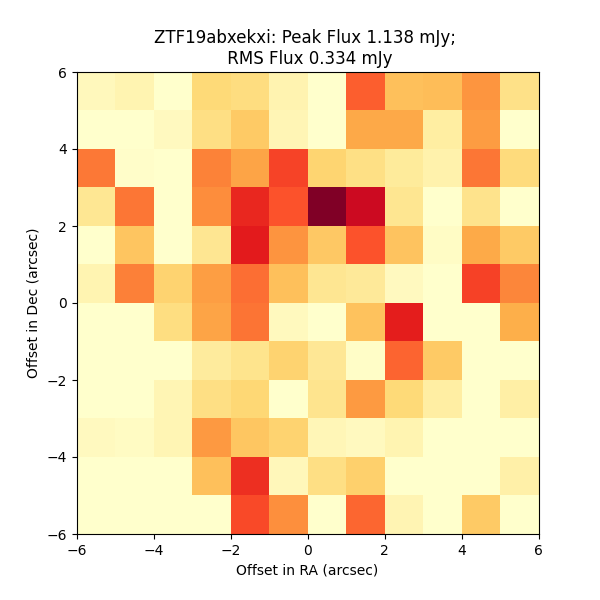 ZTF19abxekxi: Peak Flux 1.138 mJy;
RMS Flux 0.334 mJy
6
4
2
0
−2
−4
−6
Offset in Dec (arcsec)
−6 −4 −2 0 2 4 6
Offset in RA (arcsec)